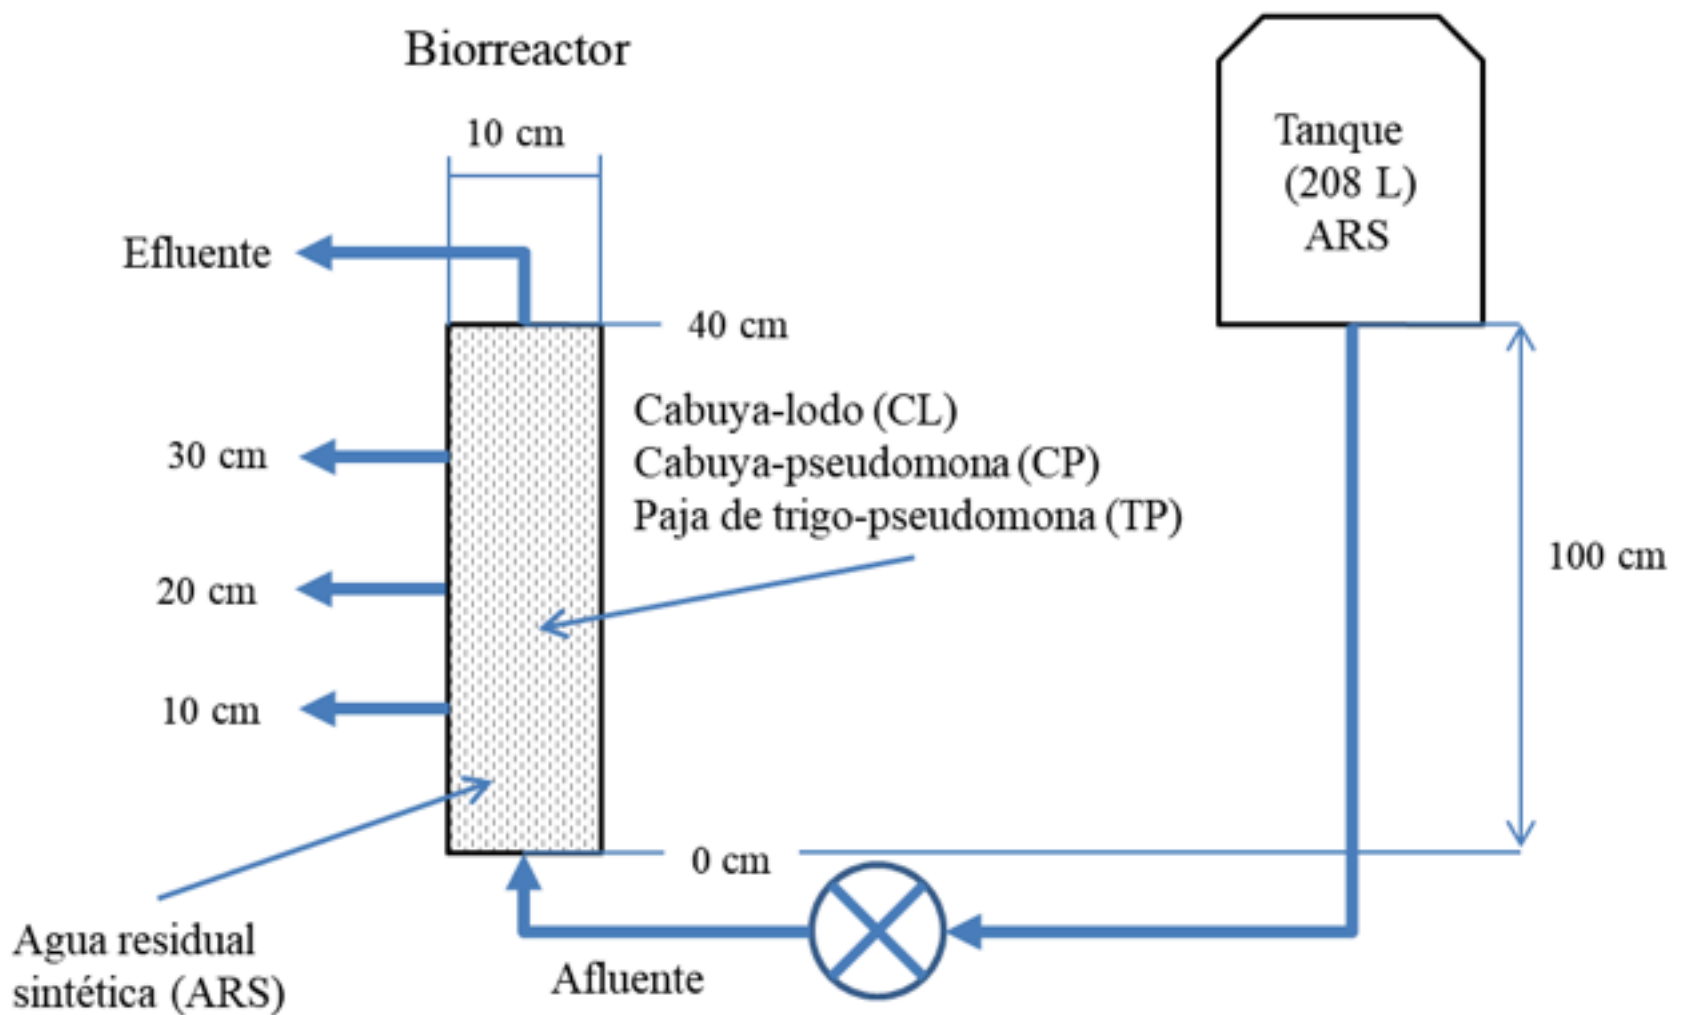 Biorreactor
10 cm
Tanque
(208 L)
ARS
Efluente
40 cm
Cabuya-lodo (CL)
Cabuya-pseudomona (CP)
Paja de trigo-pseudomona (TP)
30 cm
20 cm
10 cm
100 cm
0 cm
Agua residual
sintética (ARS)
Afluente